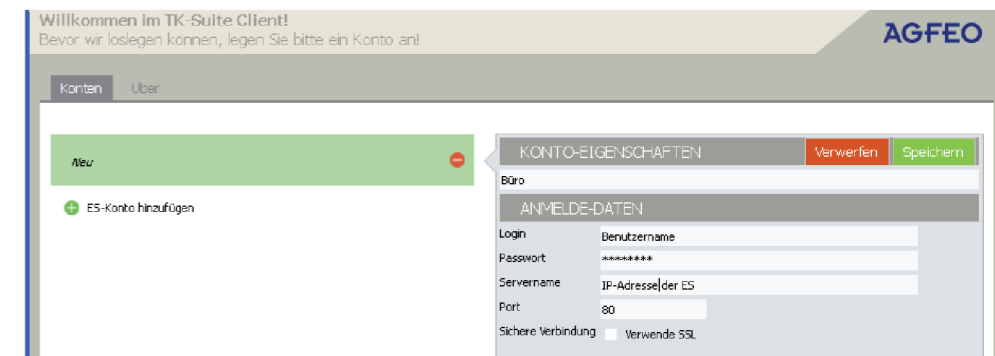 Willkommen im TK-Suite Client!
Bevor wir loslegen können, legen Sie bitte ein Konto an!
AGFEO
Konten Über
Neu
ES-Konto hinzufügen
KONTO-EIGENSCHAFTEN Verwerfen Speichern
Büro
ANMELDE-DATEN
Login Benutzername
Passwort ********
Servername IP-Adresse der ES
Port 80
Sichere Verbindung Verwende SSL